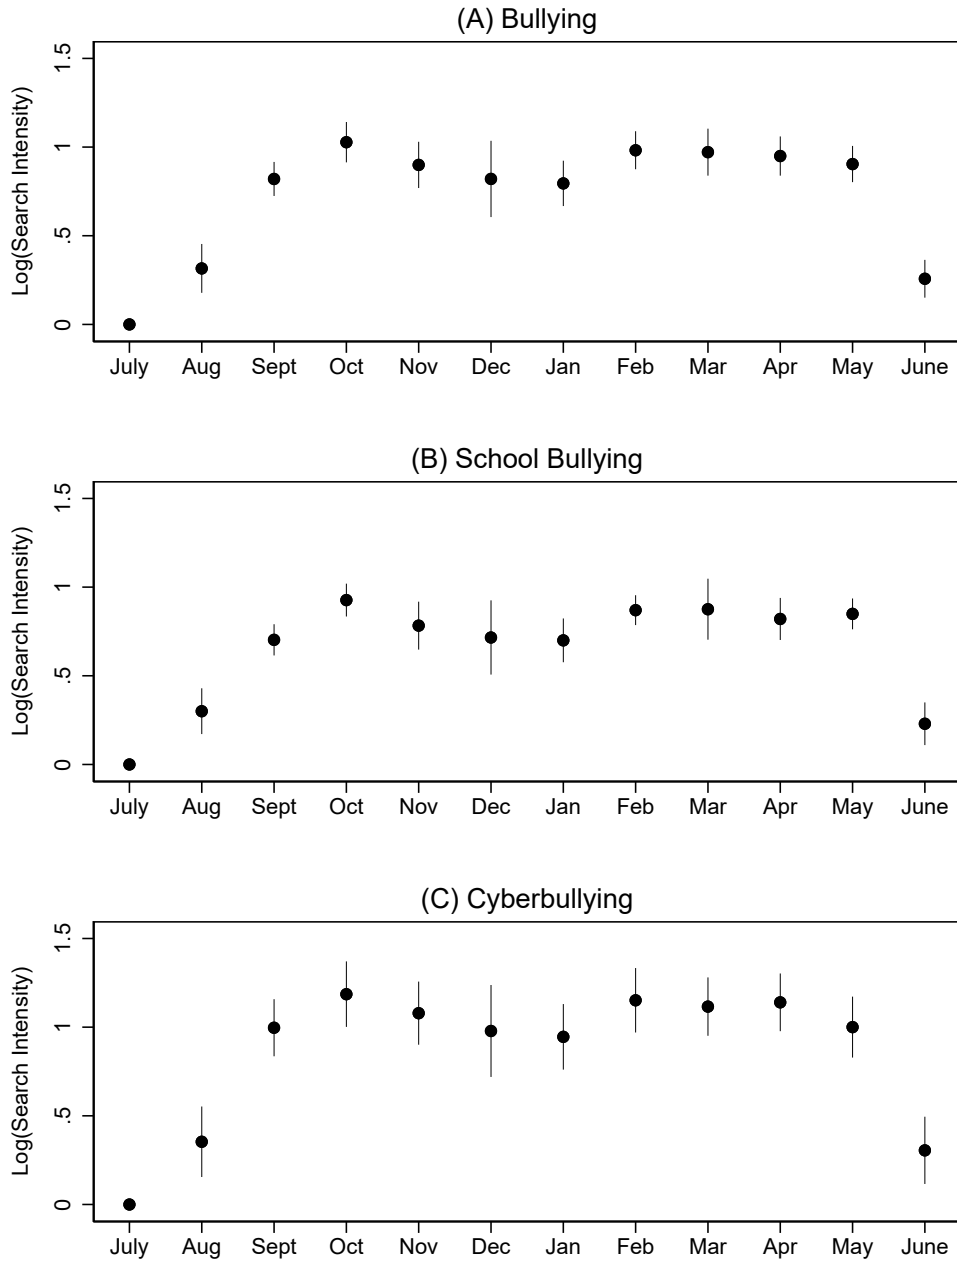 (A) Bullying
Log(Search Intensity)
1.5
1
.5
0
July Aug Sept Oct Nov Dec Jan Feb Mar Apr May June
(B) School Bullying
Log(Search Intensity)
1.5
1
.5
0
July Aug Sept Oct Nov Dec Jan Feb Mar Apr May June
(C) Cyberbullying
Log(Search Intensity)
1.5
1
.5
0
July Aug Sept Oct Nov Dec Jan Feb Mar Apr May June